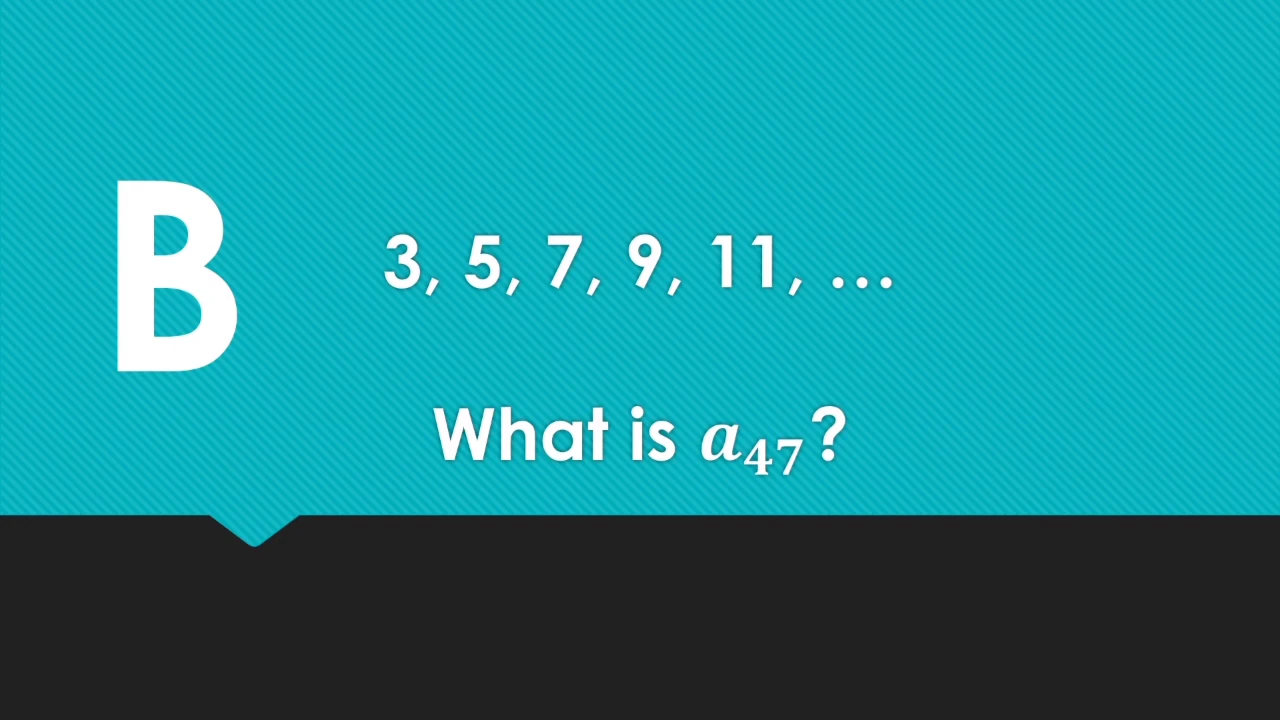 B
3, 5, 7, 9, 11, …
What is 𝑎₄₇?